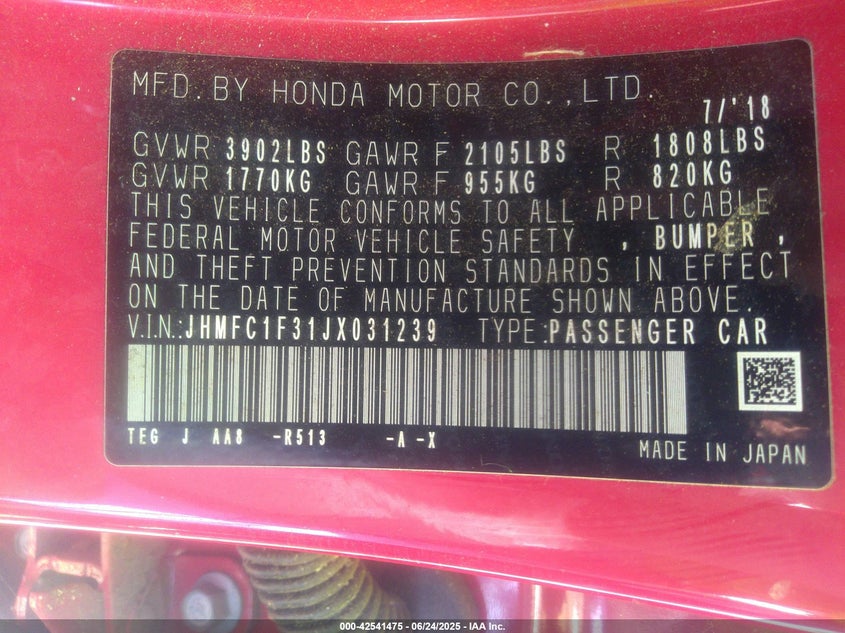 MFD.BY HONDA MOTOR CO.,LTD.
7/'18
GVWR 3902LBS GAWR F 2105LBS R 1808LBS
GVWR 1770KG GAWR F 955KG R 820KG
THIS VEHICLE CONFORMS TO ALL APPLICABLE
FEDERAL MOTOR VEHICLE SAFETY , BUMPER ,
AND THEFT PREVENTION STANDARDS IN EFFECT
ON THE DATE OF MANUFACTURE SHOWN ABOVE.
V.I.N.:JHMFC1F31JX031239 TYPE:PASSENGER CAR
TEG J AA8 -R513 -A -X
MADE IN JAPAN
000-42541475 - 06/24/2025 - IAA Inc.